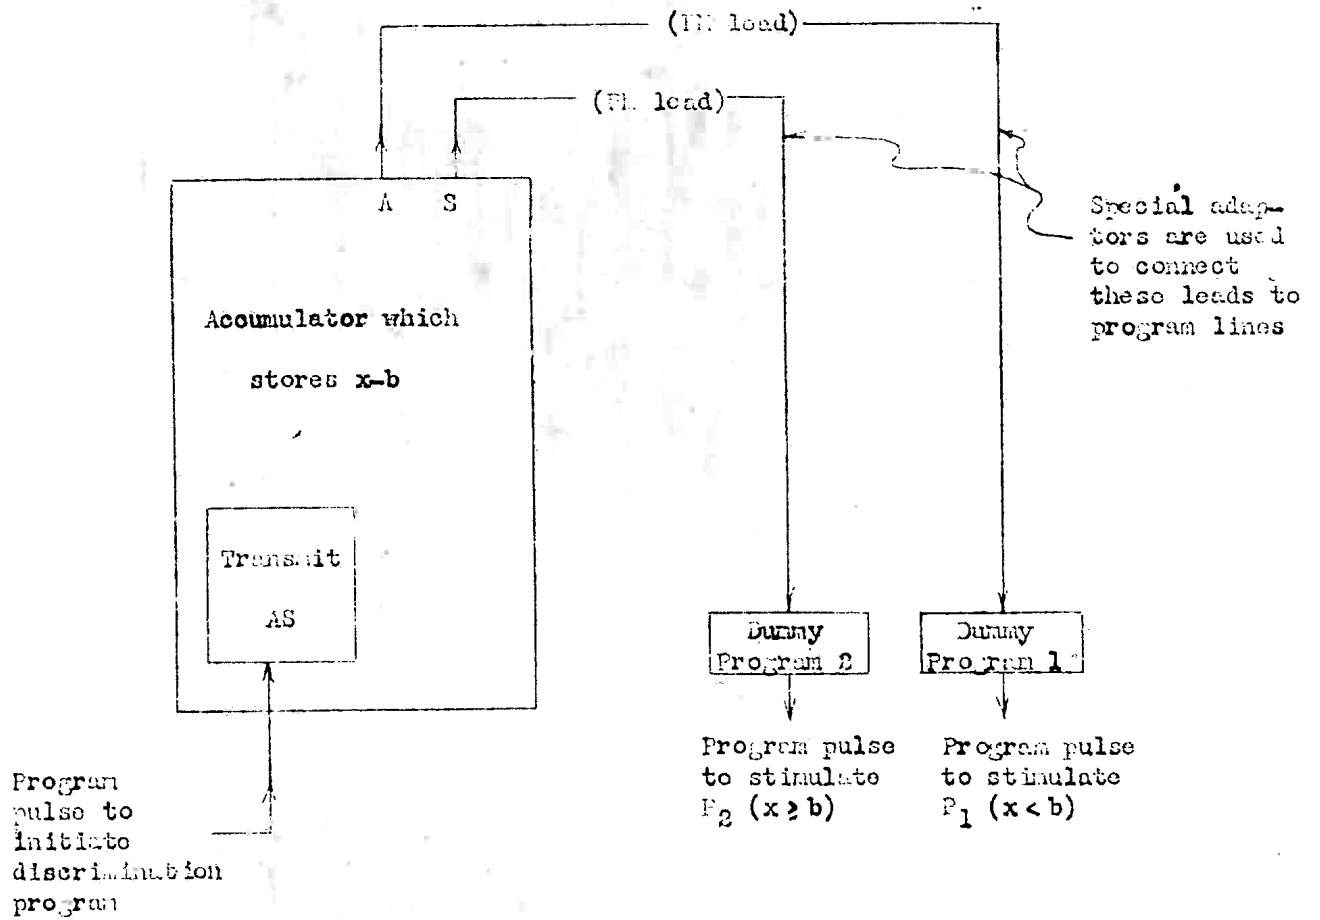 (PM lead)
(PM lead)
A S
Special adap-
tors are used
to connect
these leads to
program lines
Accumulator which
stores x-b
Transmit
AS
Dummy
Program 2
Dummy
Program 1
Program pulse
to stimulate
P2 (x ≥ b)
Program pulse
to stimulate
P1 (x < b)
Program
pulse to
initiate
discrimination
program